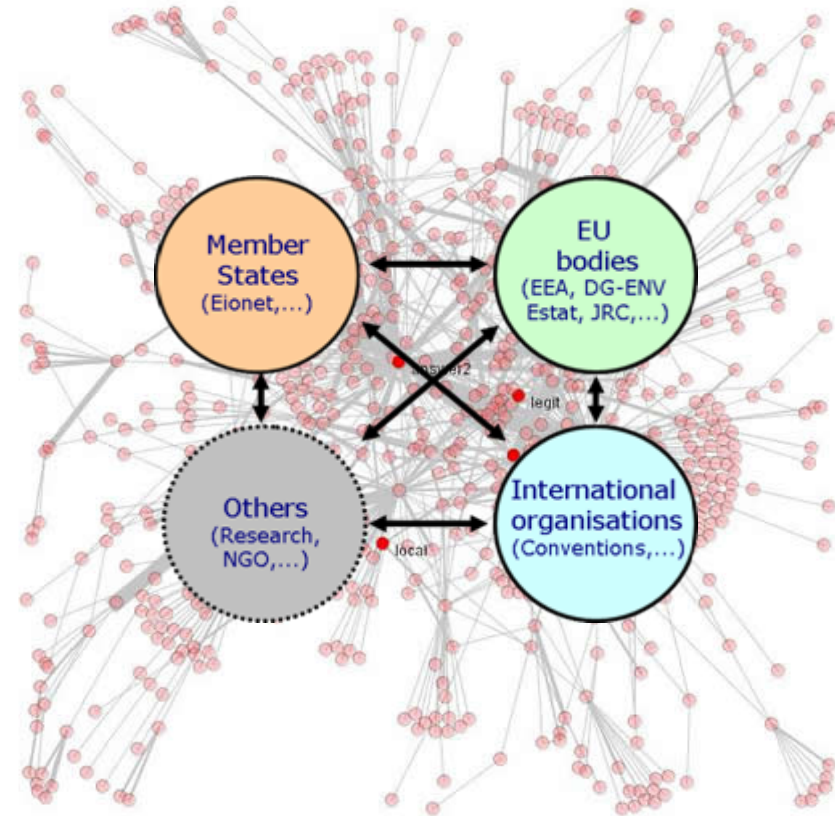 Member
States
(Eionet,...)
EU
bodies
(EEA, DG-ENV
Estat, JRC,...)
legit
Others
(Research,
NGO,...)
local
International
organisations
(Conventions,...)